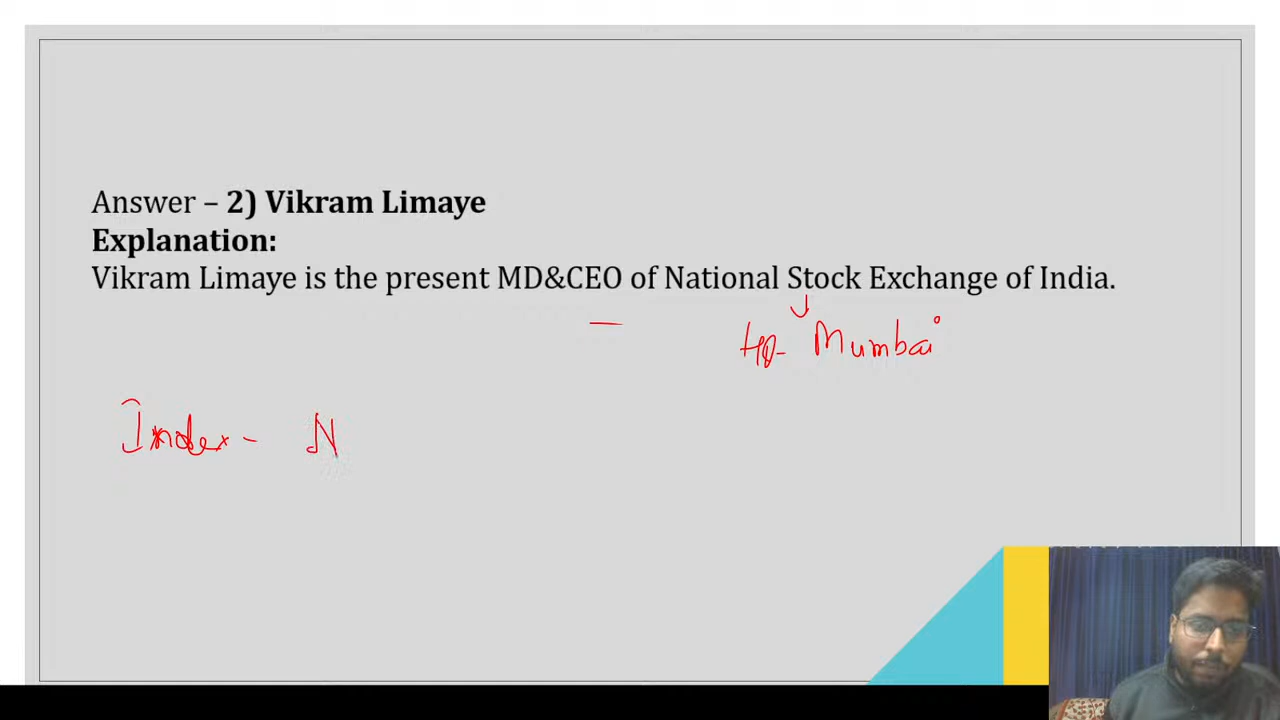 Answer – 2) Vikram Limaye
Explanation:
Vikram Limaye is the present MD&CEO of National Stock Exchange of India.
HQ- Mumbai
Index - N